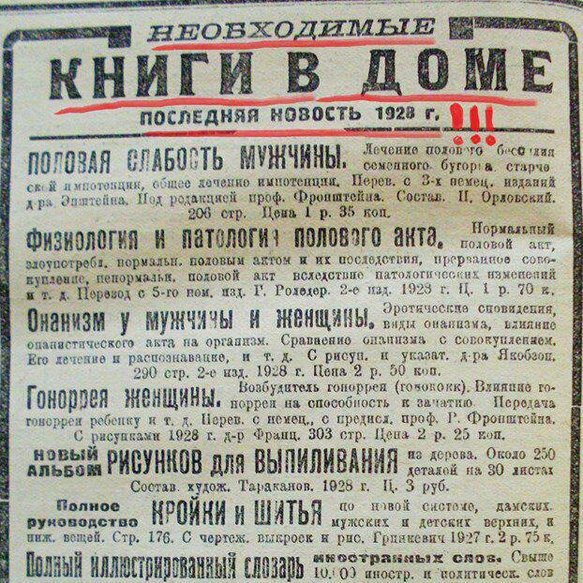 НЕОБХОДИМЫЕ
КНИГИ В ДОМЕ
ПОСЛЕДНЯЯ НОВОСТЬ 1928 г. !!!
ПОЛОВАЯ СЛАБОСТЬ МУЖЧИНЫ. Лечение полового бессилия
семенного бугорка старче
ской импотенции, общее лечение импотенции. Перев. с 3-х немец. изданий
д-ра Эпштейна. Под редакцией проф. Фронштейна. Состав. П. Орловский.
206 стр. Цена 1 р. 35 коп.
Физиология и патология полового акта. Нормальный
половой акт,
злоупотребл. нормальн. половым актом и их последствия, прерванное сово-
купление, ненормальн. половой акт вследствие патологических изменений
и т. д. Перевод с 5-го нем. изд. Г. Роледер. 2-е изд. 1928 г. Ц. 1 р. 70 к.
Онанизм у мужчины и женщины. Эротические сновидения,
виды онанизма, влияние
онанистического акта на организм. Сравнение онанизма с совокуплением.
Его лечение и распознавание, и т. д. С рисун. и указат. д-ра Якобзон.
290 стр. 2-е изд. 1928 г. Цена 2 р. 50 коп.
Гоноррея женщины. Возбудитель гонорреи (гонококк). Влияние го-
норреи на способность к зачатию. Передача
гонорреи ребенку и т. д. Перев. с немец., с предисл. проф. Р. Фронштейна.
С рисунками 1928 г. д-р Франц. 303 стр. Цена 2 р. 25 коп.
НОВЫЙ
АЛЬБОМ РИСУНКОВ для ВЫПИЛИВАНИЯ из дерева. Около 250
деталей на 30 листах
Состав. худож. Тараканов. 1928 г. Ц. 3 руб.
Полное
руководство КРОЙКИ и ШИТЬЯ по новой системе, дамских,
мужских и детских верхних, и
ниж. вещей. Стр. 176. С чертеж. выкроек и рис. Гринкевич 1927 г. 2 р. 75 к.
Полный иллюстрированный словарь иностранных слов. Свыше
иностр. и политическ. слов